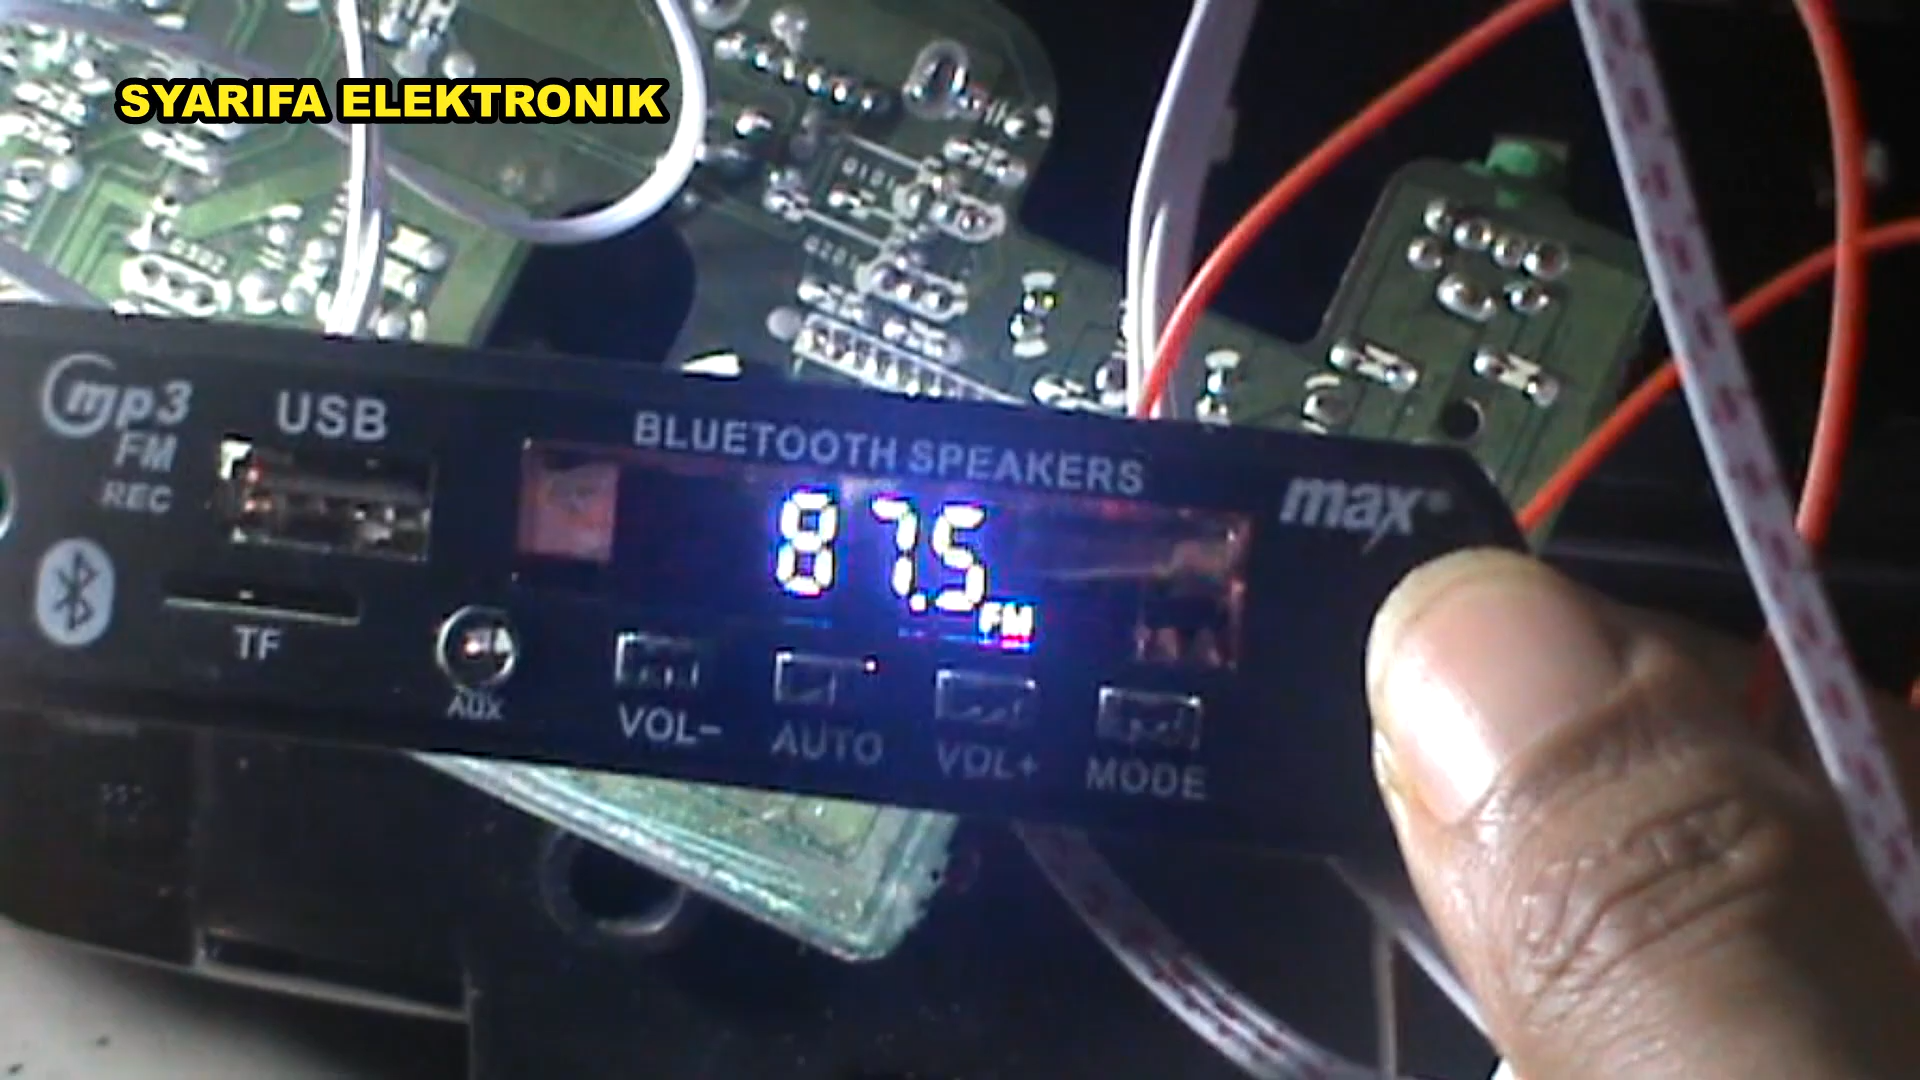 SYARIFA ELEKTRONIK
mp3
FM
REC
USB
TF
AUX
BLUETOOTH SPEAKERS
87.5 FM
max
VOL-
AUTO
VOL+
MODE